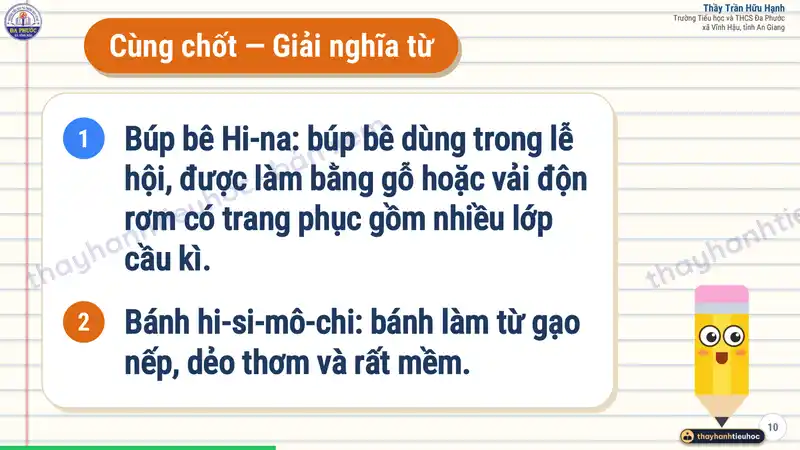 Thầy Trần Hữu Hạnh
Trường Tiểu học và THCS Đa Phước
xã Vĩnh Hậu, tỉnh An Giang
ĐA PHƯỚC
Cùng chốt — Giải nghĩa từ
1
Búp bê Hi-na: búp bê dùng trong lễ
hội, được làm bằng gỗ hoặc vải độn
rơm có trang phục gồm nhiều lớp
cầu kì.
2
Bánh hi-si-mô-chi: bánh làm từ gạo
nếp, dẻo thơm và rất mềm.
thayhanhtieuhoc
10